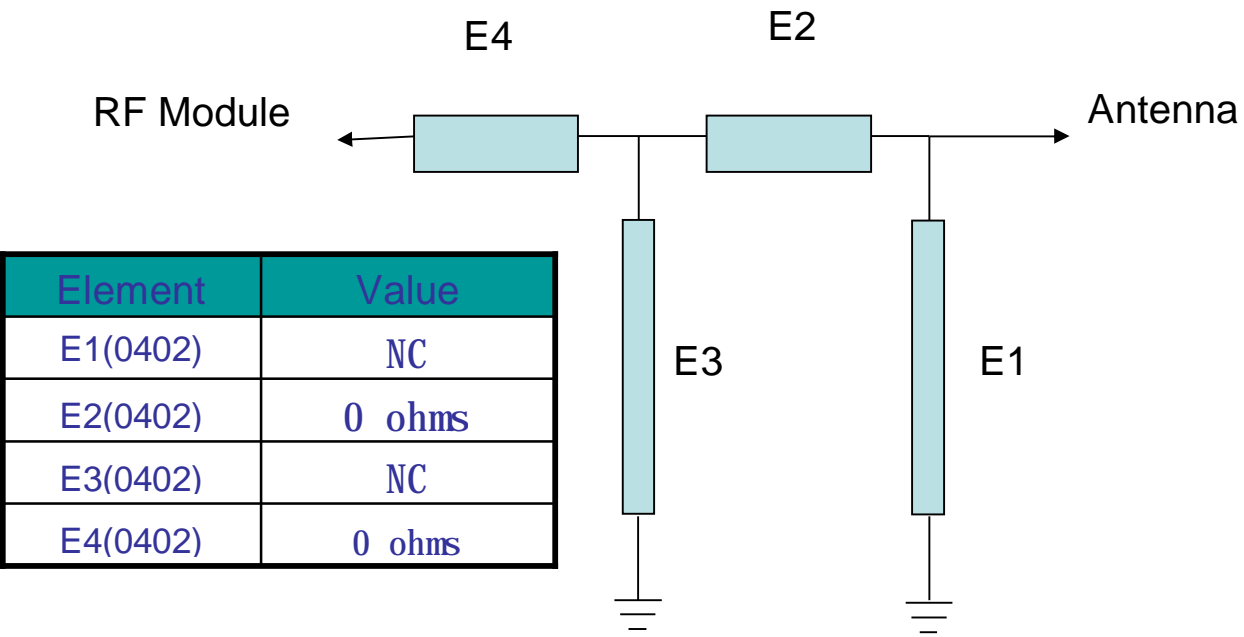 E4
E2
RF Module
Antenna
Element Value
E1(0402) NC
E2(0402) 0 ohms
E3(0402) NC
E4(0402) 0 ohms
E3
E1